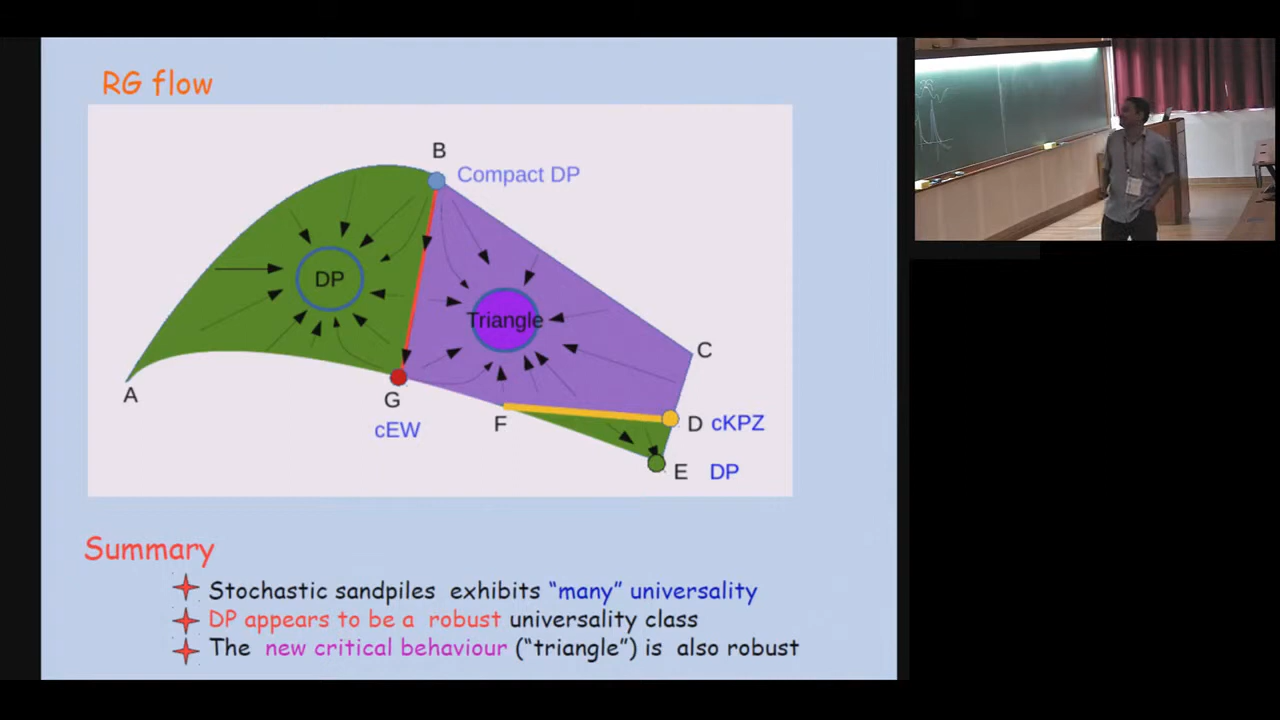 RG flow
B
Compact DP
DP
Triangle
C
A
G
F
D cKPZ
cEW
E DP
Summary
Stochastic sandpiles exhibits “many” universality
DP appears to be a robust universality class
The new critical behaviour (“triangle”) is also robust